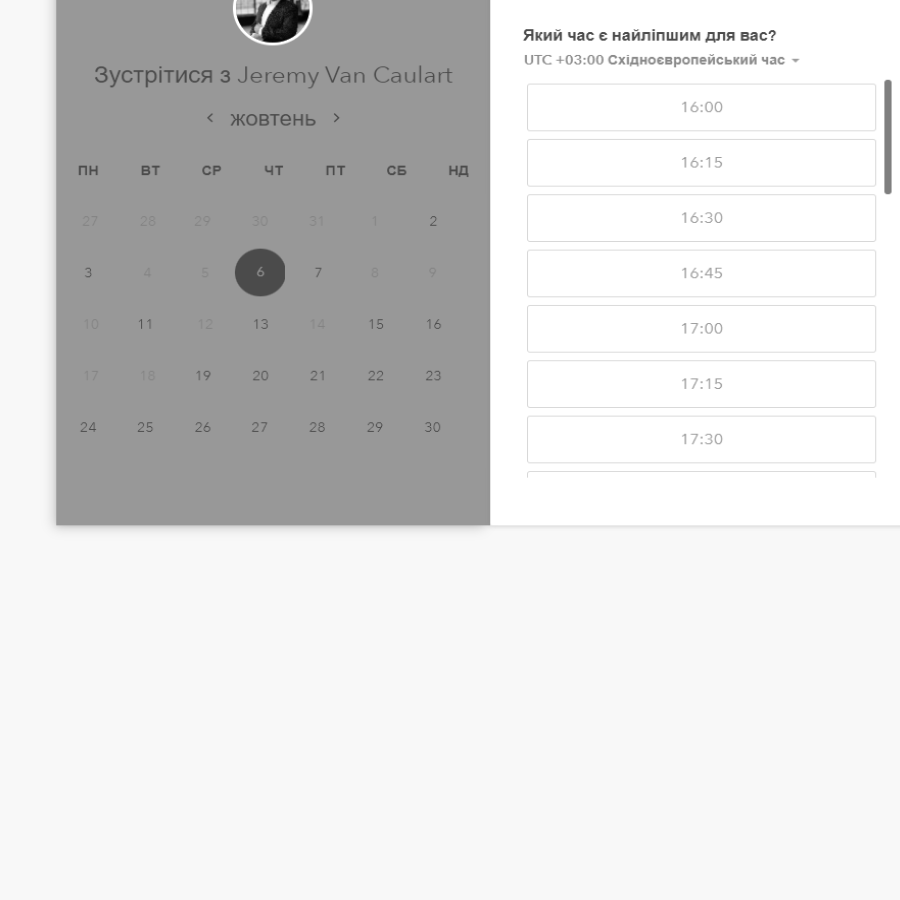 Зустрітися з Jeremy Van Caulart
‹ жовтень ›
ПН ВТ СР ЧТ ПТ СБ НД
27 28 29 30 31 1 2
3 4 5 6 7 8 9
10 11 12 13 14 15 16
17 18 19 20 21 22 23
24 25 26 27 28 29 30
Який час є найліпшим для вас?
UTC +03:00 Східноєвропейський час
16:00
16:15
16:30
16:45
17:00
17:15
17:30